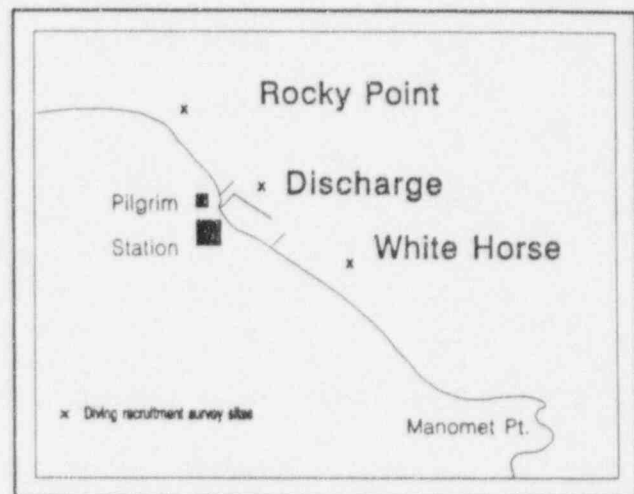 Rocky Point
x
x Discharge
Pilgrim
Station
White Horse
x
x Diving recruitment survey sites
Manomet Pt.